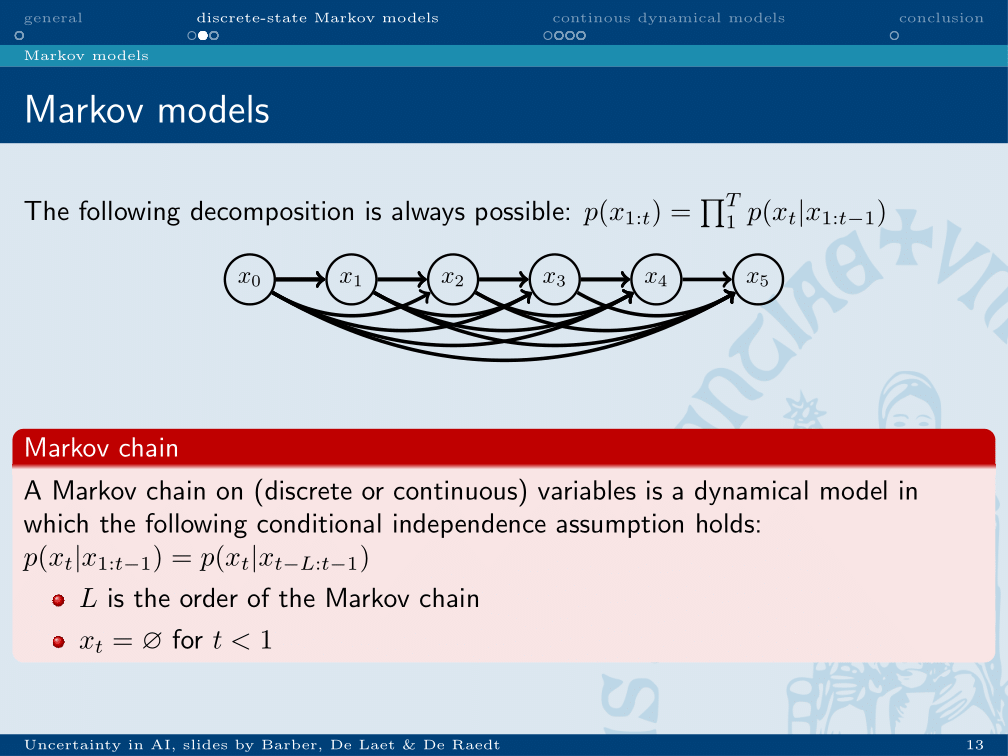 general discrete-state Markov models continous dynamical models conclusion
Markov models
Markov models
The following decomposition is always possible: p(x_{1:t}) = ∏_1^T p(x_t|x_{1:t−1})
x_0 x_1 x_2 x_3 x_4 x_5
Markov chain
A Markov chain on (discrete or continuous) variables is a dynamical model in
which the following conditional independence assumption holds:
p(x_t|x_{1:t−1}) = p(x_t|x_{t−L:t−1})
L is the order of the Markov chain
x_t = ∅ for t < 1
Uncertainty in AI, slides by Barber, De Laet & De Raedt 13